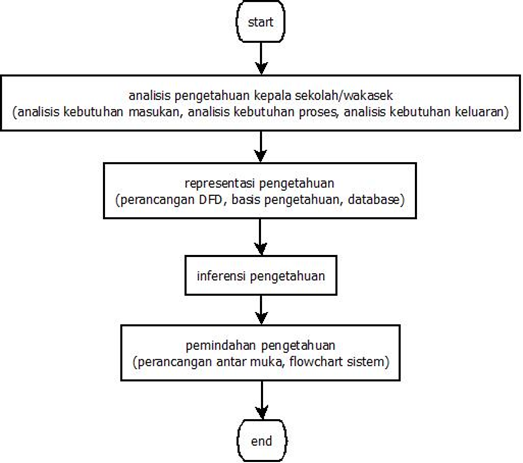 start
analisis pengetahuan kepala sekolah/wakasek
(analisis kebutuhan masukan, analisis kebutuhan proses, analisis kebutuhan keluaran)
representasi pengetahuan
(perancangan DFD, basis pengetahuan, database)
inferensi pengetahuan
pemindahan pengetahuan
(perancangan antar muka, flowchart sistem)
end